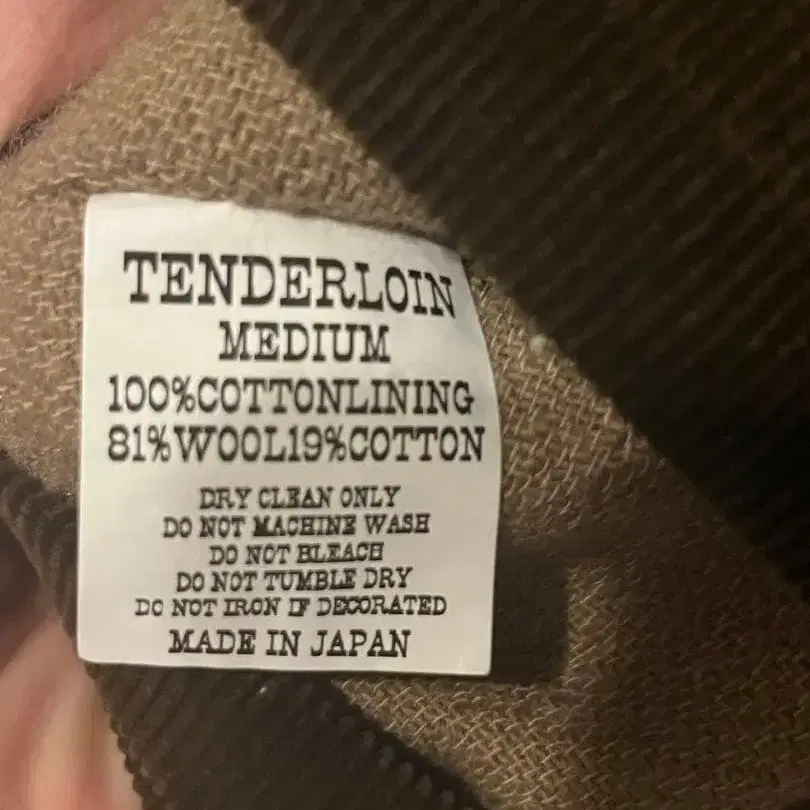 TENDERLOIN
MEDIUM
100%COTTONLINING
81%WOOL19%COTTON
DRY CLEAN ONLY
DO NOT MACHINE WASH
DO NOT BLEACH
DO NOT TUMBLE DRY
DO NOT IRON IF DECORATED
MADE IN JAPAN